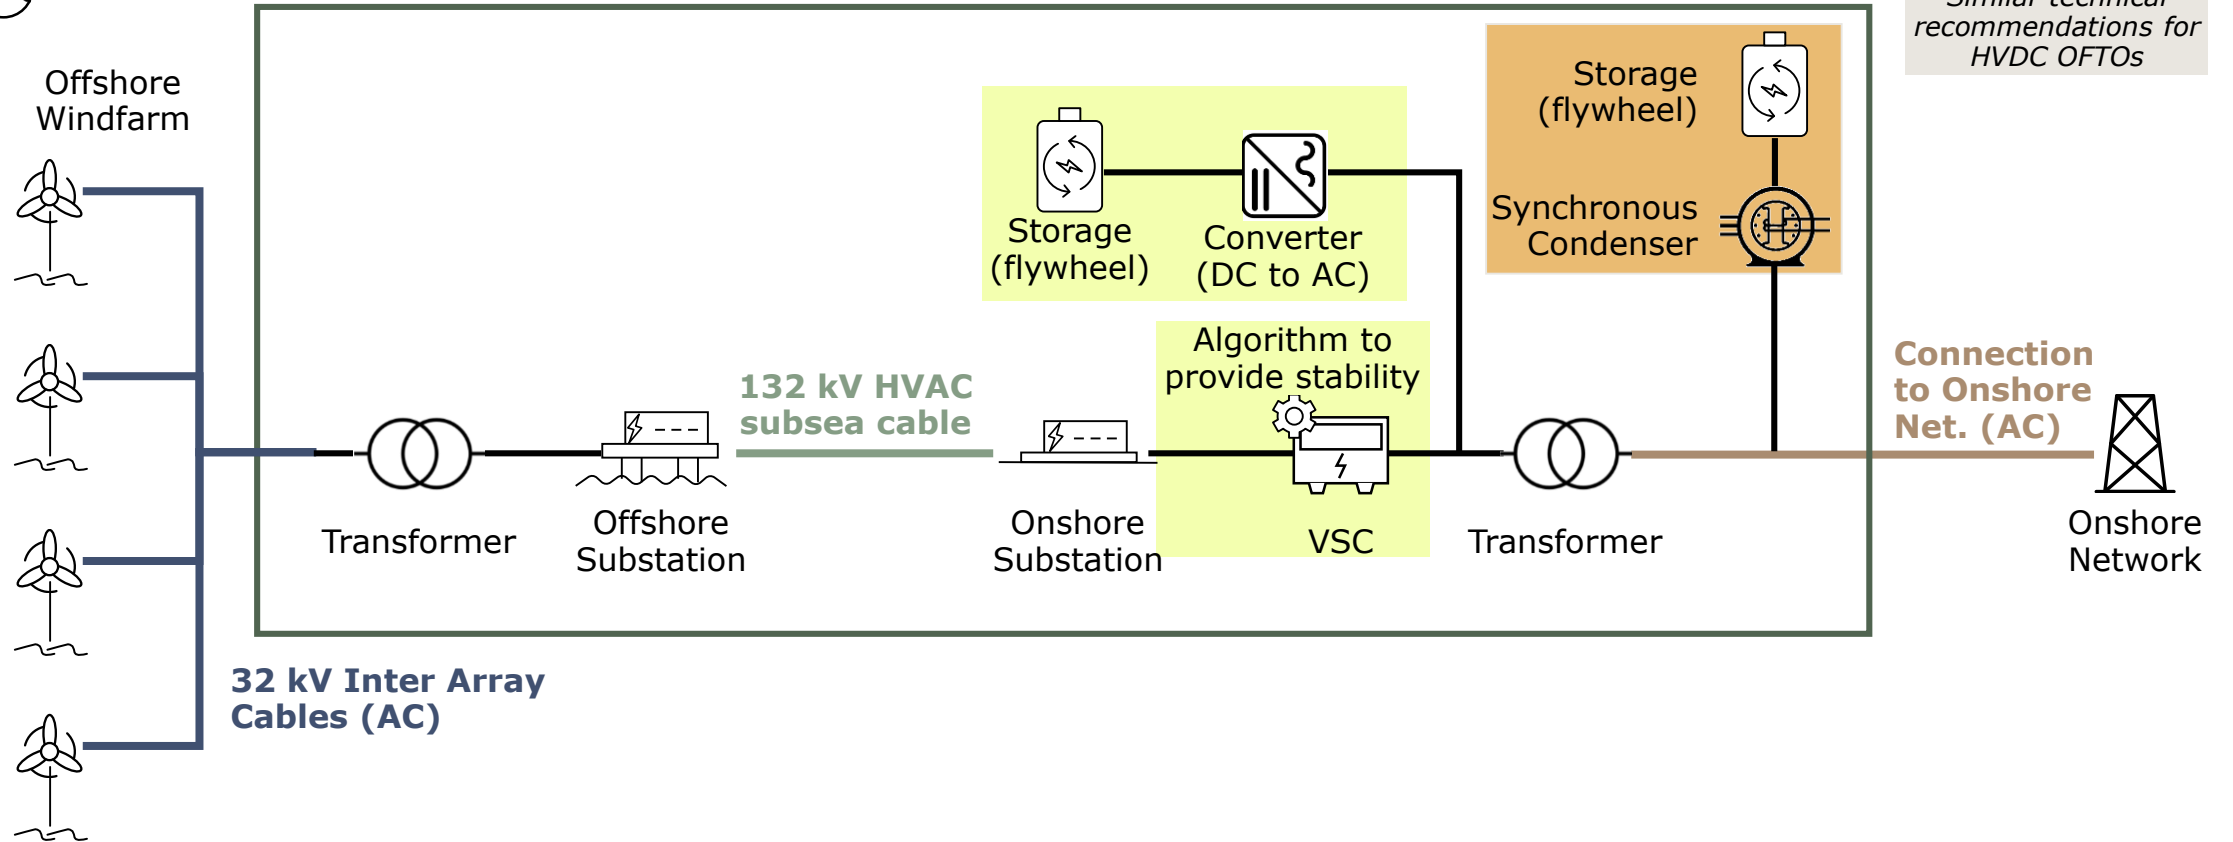 Similar technical
recommendations for
HVDC OFTOs
Offshore
Windfarm
Storage
(flywheel)
Synchronous
Condenser
Storage
(flywheel)
Converter
(DC to AC)
Algorithm to
provide stability
VSC
132 kV HVAC
subsea cable
Connection
to Onshore
Net. (AC)
Transformer
Offshore
Substation
Onshore
Substation
Transformer
Onshore
Network
32 kV Inter Array
Cables (AC)